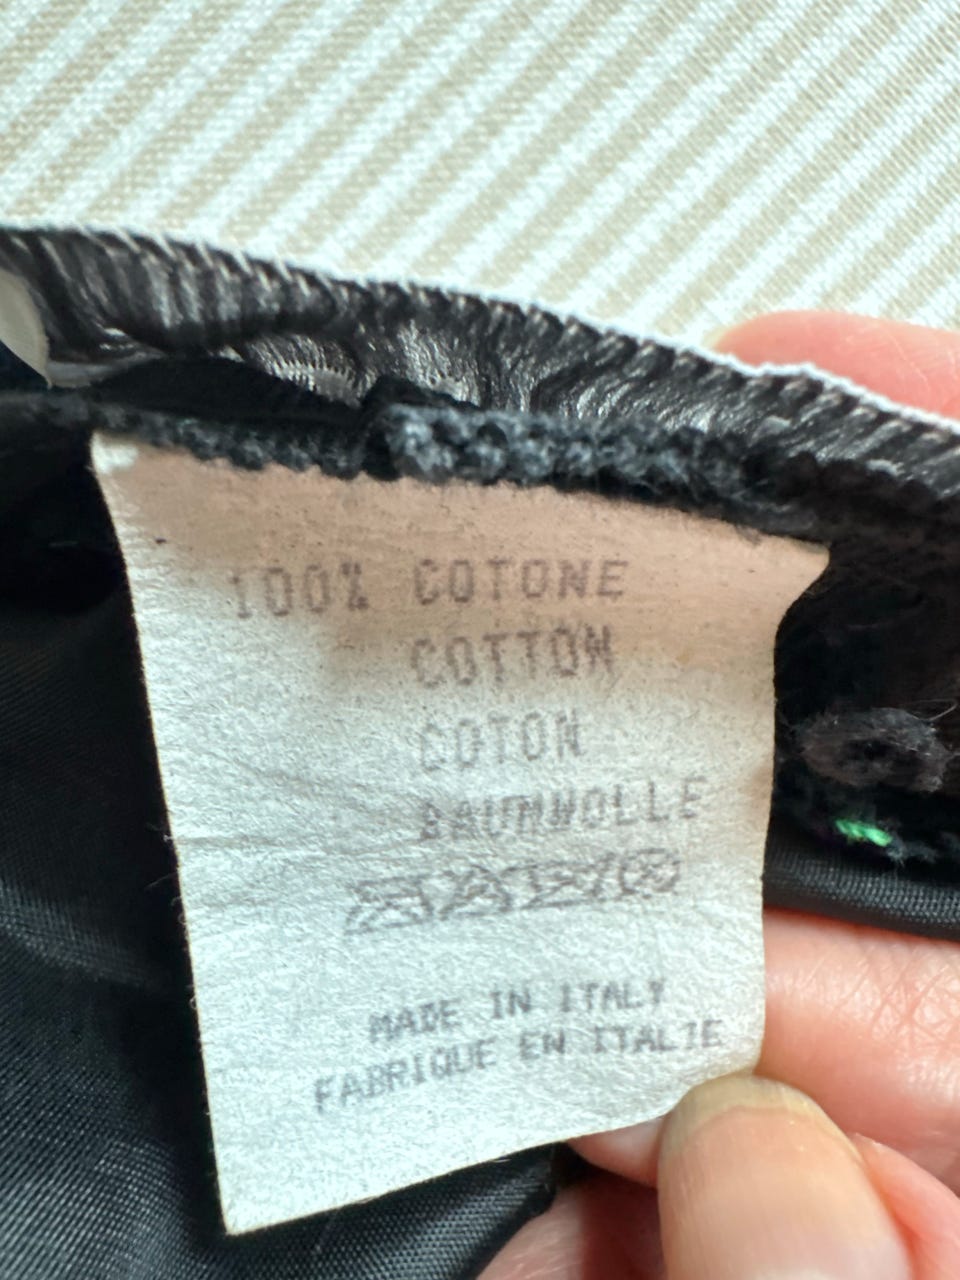 100% COTONE
COTTON
COTON
BAUMWOLLE
MADE IN ITALY
FABRIQUE EN ITALIE